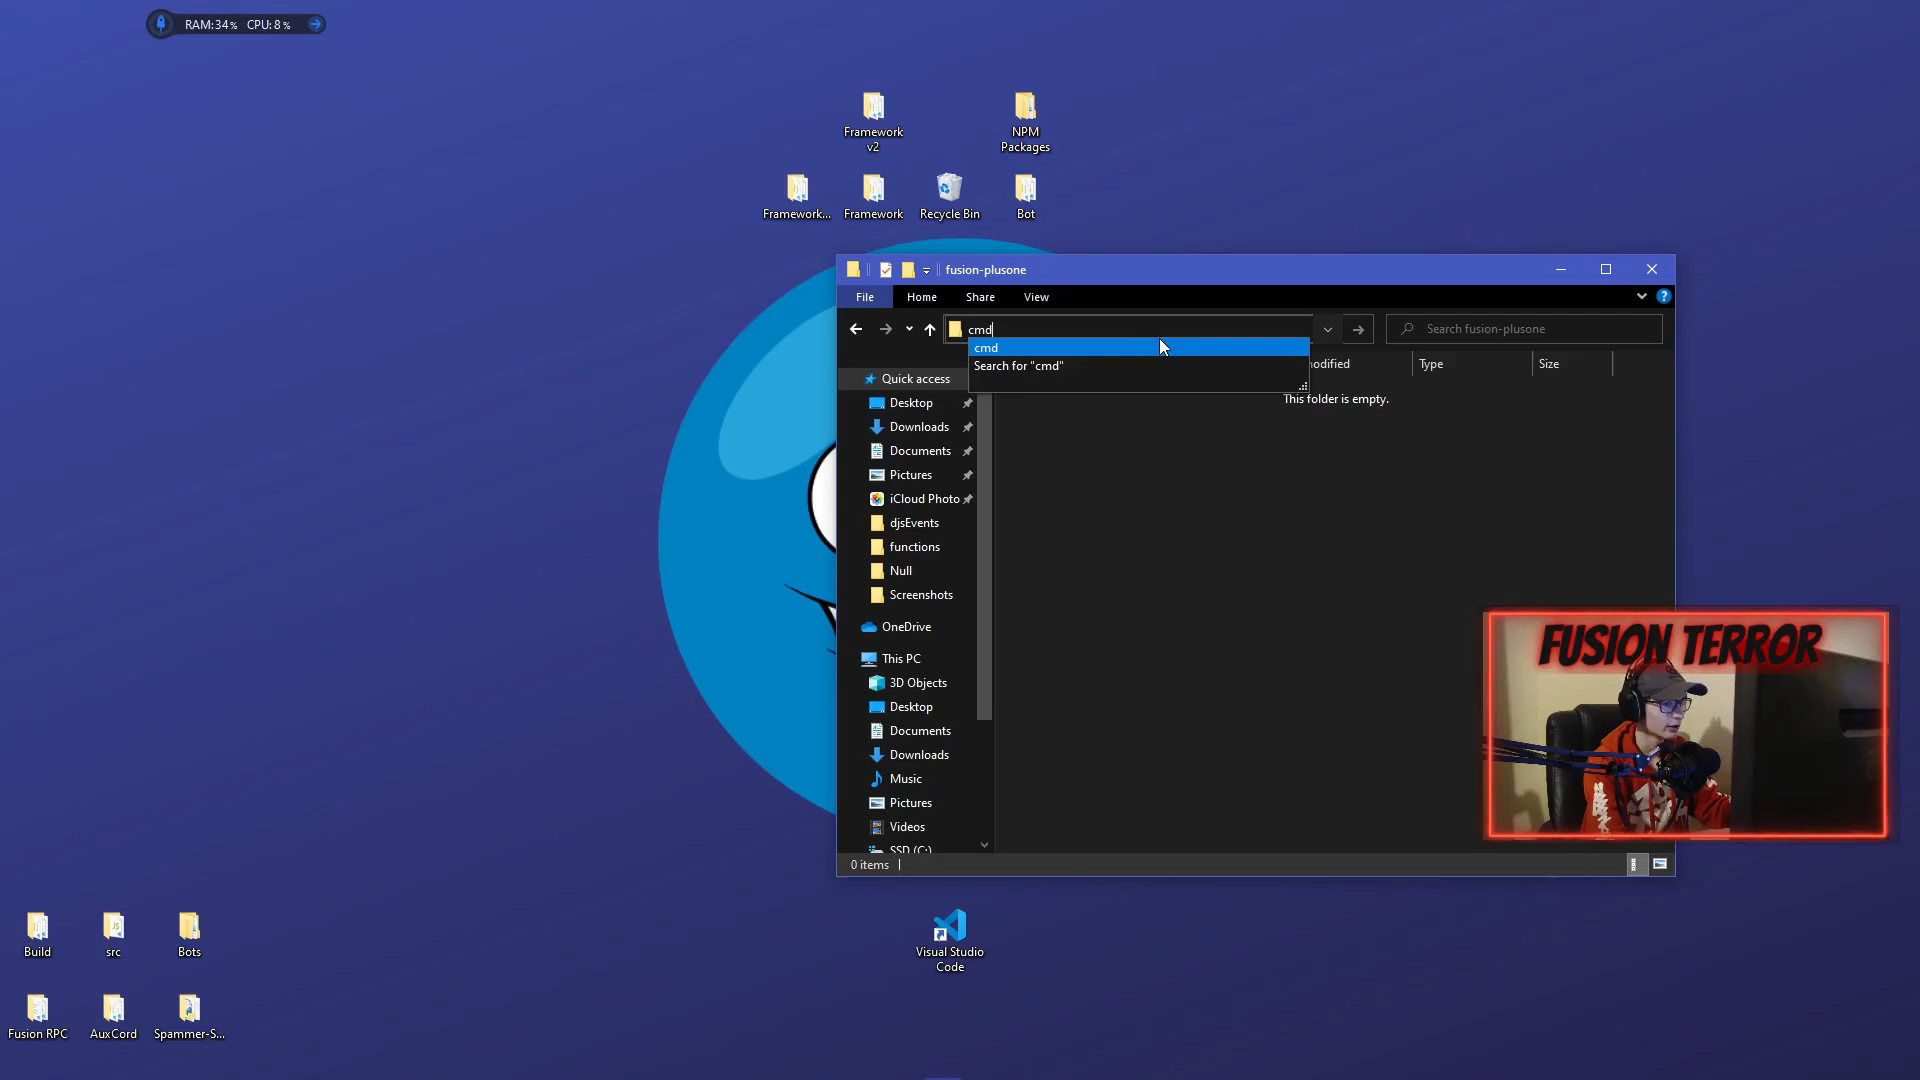 RAM:34% CPU:8%
Framework v2
NPM Packages
Framework...
Framework
Recycle Bin
Bot
fusion-plusone
File
Home
Share
View
cmd
Search fusion-plusone
cmd
Search for "cmd"
Type
Size
This folder is empty.
Quick access
Desktop
Downloads
Documents
Pictures
iCloud Photo
djsEvents
functions
Null
Screenshots
OneDrive
This PC
3D Objects
Desktop
Documents
Downloads
Music
Pictures
Videos
SSD (C:)
0 items
FUSION TERROR
Build
src
Bots
Fusion RPC
AuxCord
Spammer-S...
Visual Studio
Code